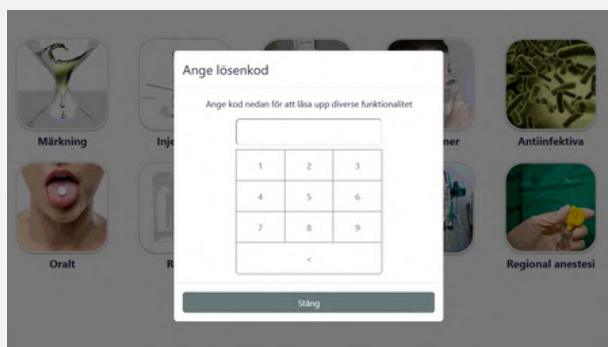 Ange lösenkod
Ange kod nedan för att låsa upp diverse funktionalitet
1 2 3
4 5 6
7 8 9
<
Stäng
Märkning
Inje
ner
Antiinfektiva
Oralt
R
Regional anestesi